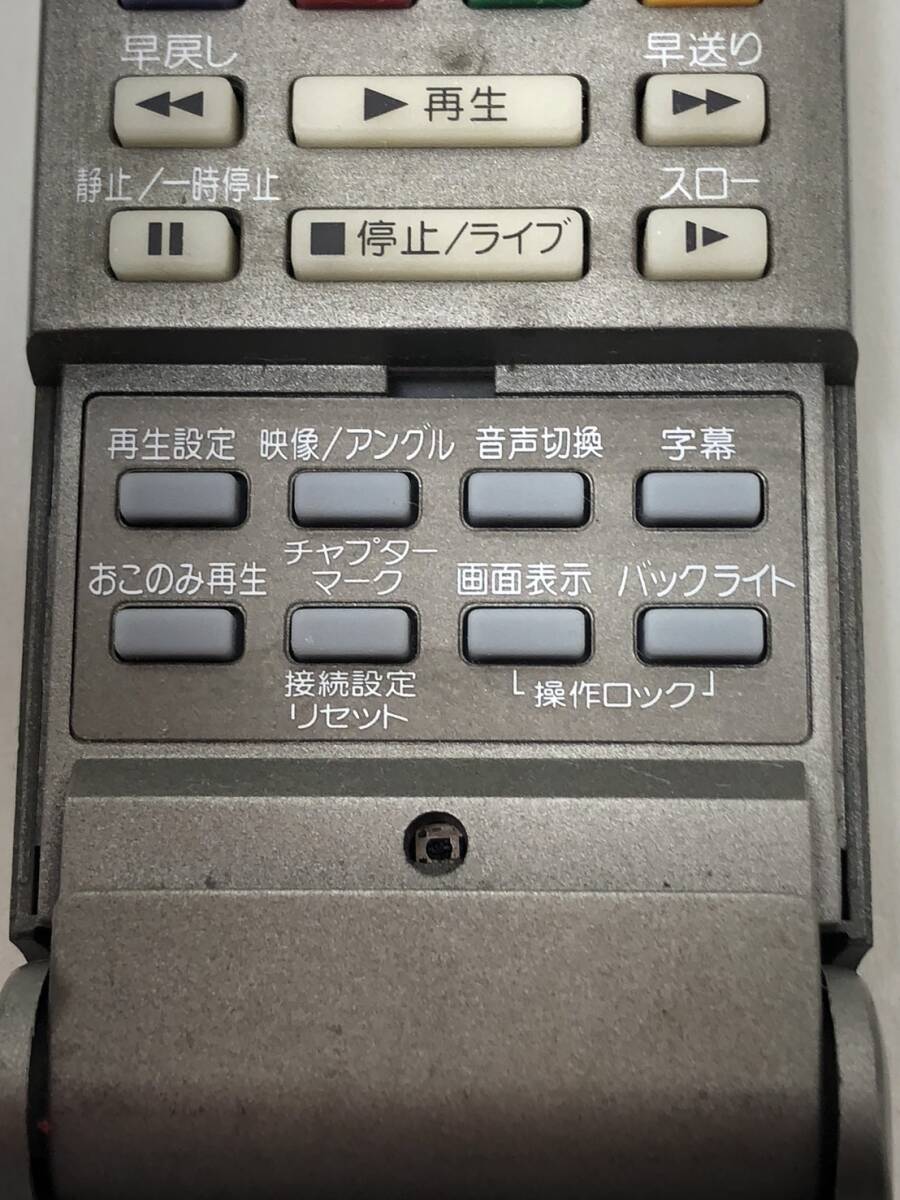 早戻し 早送り
再生
静止/一時停止 スロー
停止/ライブ
再生設定 映像/アングル 音声切換 字幕
おこのみ再生 チャプター
マーク 画面表示 バックライト
接続設定
リセット 操作ロック